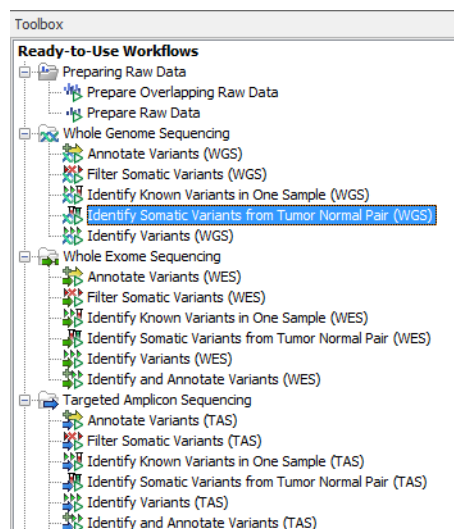 Toolbox
Ready-to-Use Workflows
Preparing Raw Data
Prepare Overlapping Raw Data
Prepare Raw Data
Whole Genome Sequencing
Annotate Variants (WGS)
Filter Somatic Variants (WGS)
Identify Known Variants in One Sample (WGS)
Identify Somatic Variants from Tumor Normal Pair (WGS)
Identify Variants (WGS)
Whole Exome Sequencing
Annotate Variants (WES)
Filter Somatic Variants (WES)
Identify Known Variants in One Sample (WES)
Identify Somatic Variants from Tumor Normal Pair (WES)
Identify Variants (WES)
Identify and Annotate Variants (WES)
Targeted Amplicon Sequencing
Annotate Variants (TAS)
Filter Somatic Variants (TAS)
Identify Known Variants in One Sample (TAS)
Identify Somatic Variants from Tumor Normal Pair (TAS)
Identify Variants (TAS)
Identify and Annotate Variants (TAS)